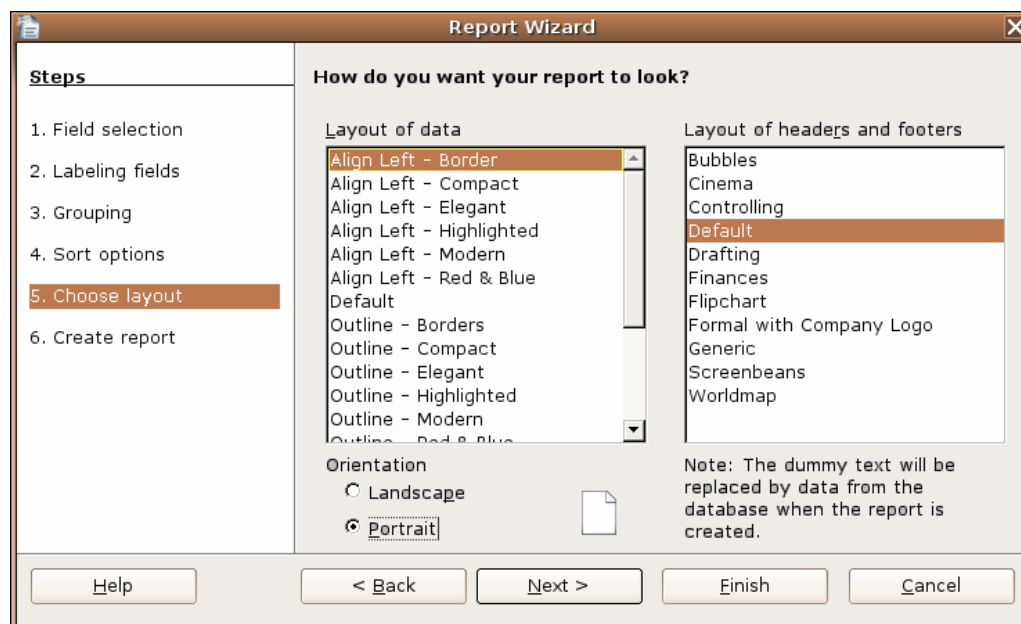 Report Wizard
Steps
1. Field selection
2. Labeling fields
3. Grouping
4. Sort options
5. Choose layout
6. Create report
How do you want your report to look?
Layout of data
Align Left - Border
Align Left - Compact
Align Left - Elegant
Align Left - Highlighted
Align Left - Modern
Align Left - Red & Blue
Default
Outline - Borders
Outline - Compact
Outline - Elegant
Outline - Highlighted
Outline - Modern
Outline - Red & Blue
Layout of headers and footers
Bubbles
Cinema
Controlling
Default
Drafting
Finances
Flipchart
Formal with Company Logo
Generic
Screenbeans
Worldmap
Orientation
Landscape
Portrait
Note: The dummy text will be
replaced by data from the
database when the report is
created.
Help
< Back
Next >
Finish
Cancel